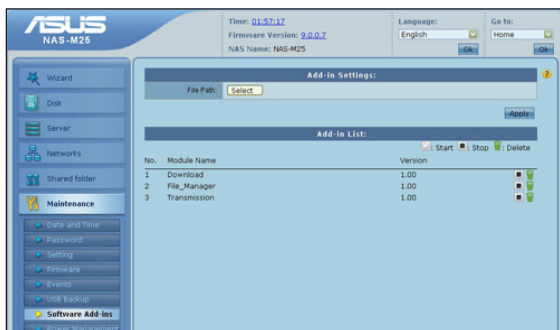 ASUS
NAS-M25
Time: 01:57:17
Firmware Version: 9.0.0.7
NAS Name: NAS-M25
Language:
English
Ok
Go to:
Home
Ok
Wizard
Disk
Server
Networks
Shared folder
Maintenance
Date and Time
Password
Setting
Firmware
Events
USB Backup
Software Add-ins
Power Management
Add-in Settings:
File Path:
Select
Apply
Add-in List:
: Start : Stop : Delete
No. Module Name Version
1 Download 1.00
2 File_Manager 1.00
3 Transmission 1.00